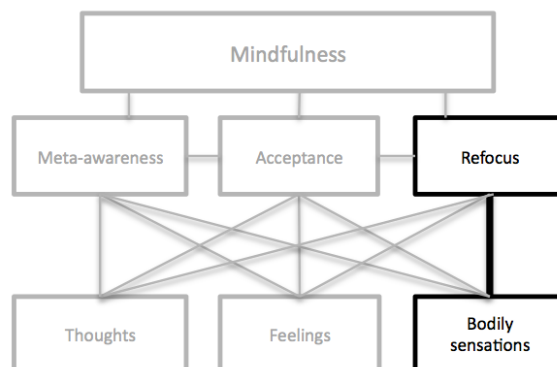 Mindfulness
Meta-awareness
Acceptance
Refocus
Thoughts
Feelings
Bodily
sensations